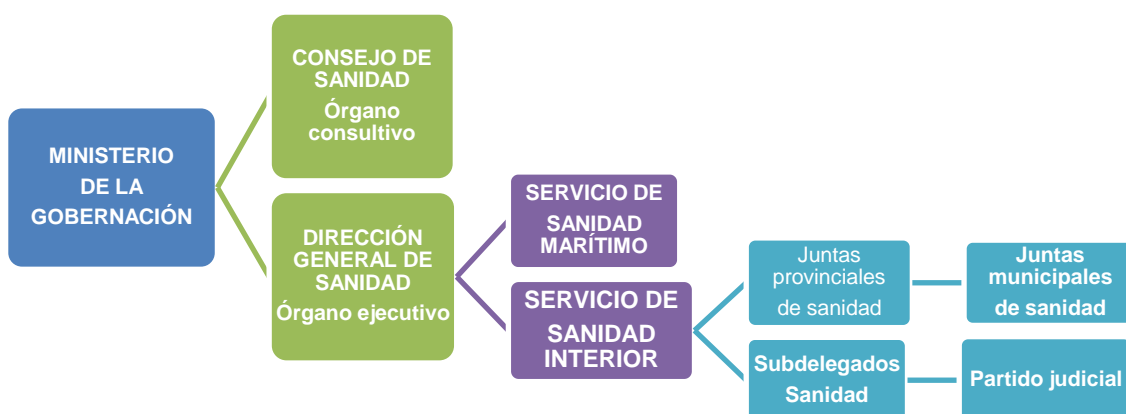 MINISTERIO
DE LA
GOBERNACIÓN
CONSEJO DE
SANIDAD
Órgano
consultivo
DIRECCIÓN
GENERAL DE
SANIDAD
Órgano ejecutivo
SERVICIO DE
SANIDAD
MARÍTIMO
SERVICIO DE
SANIDAD
INTERIOR
Juntas
provinciales
de sanidad
Juntas
municipales
de sanidad
Subdelegados
Sanidad
Partido judicial